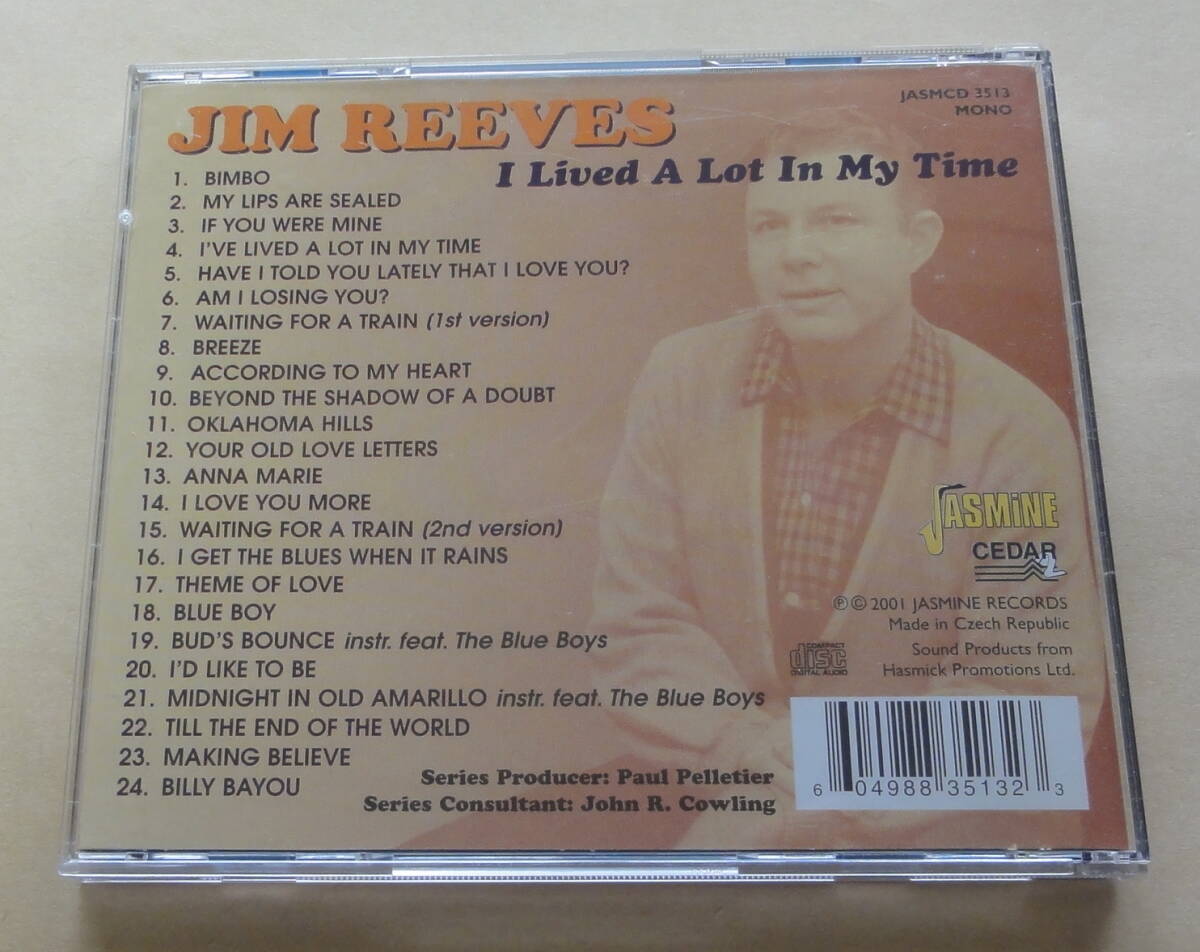 JIM REEVES
JASMCD 3513
MONO
I Lived A Lot In My Time
1. BIMBO
2. MY LIPS ARE SEALED
3. IF YOU WERE MINE
4. I'VE LIVED A LOT IN MY TIME
5. HAVE I TOLD YOU LATELY THAT I LOVE YOU?
6. AM I LOSING YOU?
7. WAITING FOR A TRAIN (1st version)
8. BREEZE
9. ACCORDING TO MY HEART
10. BEYOND THE SHADOW OF A DOUBT
11. OKLAHOMA HILLS
12. YOUR OLD LOVE LETTERS
13. ANNA MARIE
14. I LOVE YOU MORE
15. WAITING FOR A TRAIN (2nd version)
16. I GET THE BLUES WHEN IT RAINS
17. THEME OF LOVE
18. BLUE BOY
19. BUD'S BOUNCE instr. feat. The Blue Boys
20. I'D LIKE TO BE
21. MIDNIGHT IN OLD AMARILLO instr. feat. The Blue Boys
22. TILL THE END OF THE WORLD
23. MAKING BELIEVE
24. BILLY BAYOU
Series Producer: Paul Pelletier
Series Consultant: John R. Cowling
JASMiNE
CEDAR
2
℗ © 2001 JASMINE RECORDS
Made in Czech Republic
Sound Products from
Hasmick Promotions Ltd.
COMPACT
disc
DIGITAL AUDIO
6 04988 35132 3